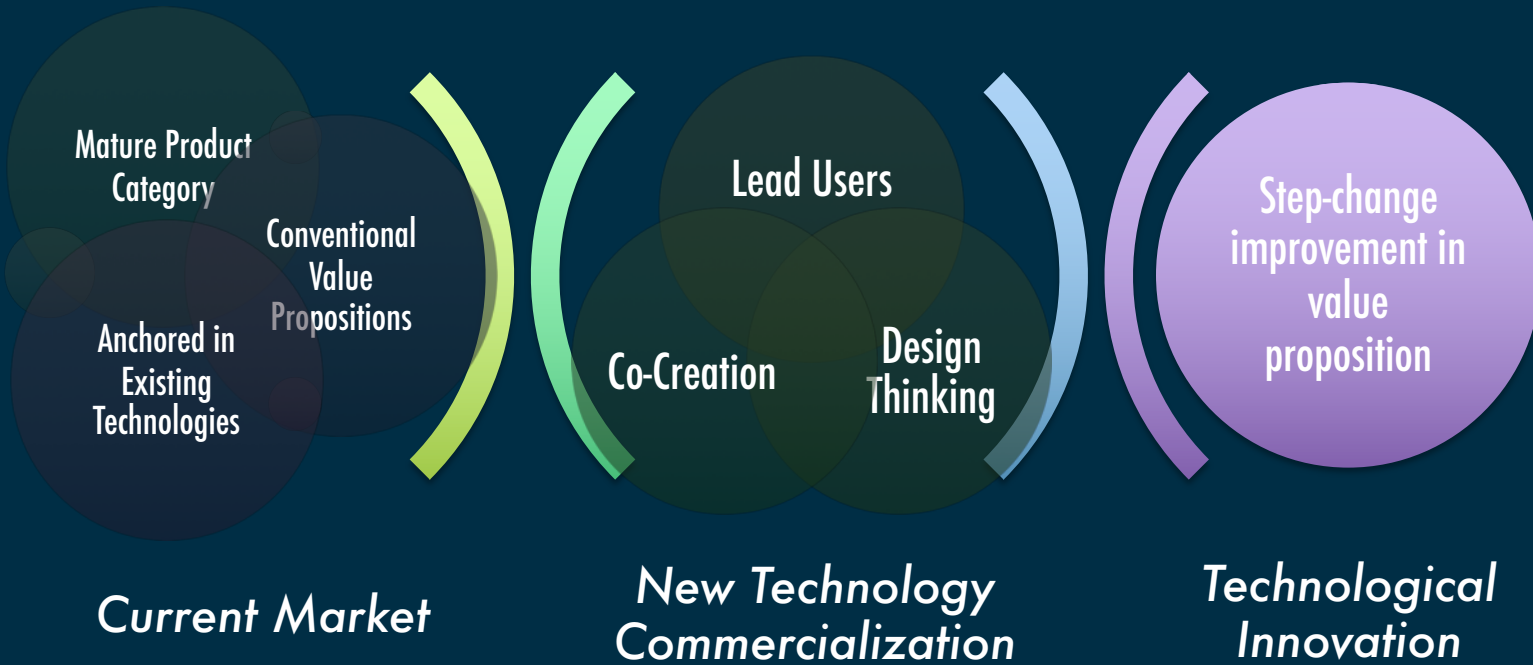 Mature Product
Category
Conventional
Value
Propositions
Anchored in
Existing
Technologies
Current Market
Lead Users
Co-Creation
Design
Thinking
New Technology
Commercialization
Step-change
improvement in
value
proposition
Technological
Innovation